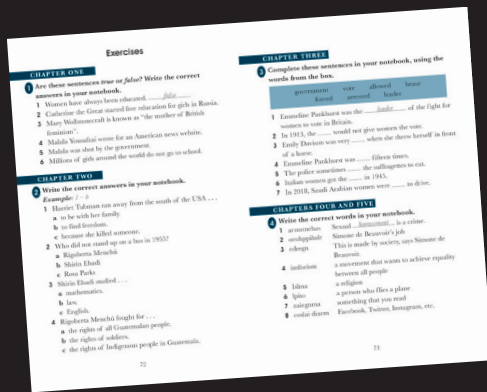 Exercises
CHAPTER ONE
1 Are these sentences true or false? Write the correct
answers in your notebook.
1 Women have always been educated. ...false...
2 Catherine the Great started free education for girls in Russia.
3 Mary Wollstonecraft is known as "the mother of British
feminism".
4 Malala Yousafzai wrote for an American news website.
5 Malala was shot by the government.
6 Millions of girls around the world do not go to school.
CHAPTER TWO
2 Write the correct answers in your notebook.
Example: 1 – b
1 Harriet Tubman ran away from the south of the USA . . .
a to be with her family.
b to find freedom.
c because she killed someone.
2 Who did not stand up on a bus in 1955?
a Rigoberta Menchú
b Shirin Ebadi
c Rosa Parks
3 Shirin Ebadi studied . . .
a mathematics.
b law.
c English.
4 Rigoberta Menchú fought for . . .
a the rights of all Guatemalan people.
b the rights of soldiers.
c the rights of Indigenous people in Guatemala.
72
CHAPTER THREE
3 Complete these sentences in your notebook, using the
words from the box.
government vote allowed brave
forced arrested leader
1 Emmeline Pankhurst was the ...leader... of the fight for
women to vote in Britain.
2 In 1913, the ...... would not give women the vote.
3 Emily Davison was very ...... when she threw herself in front
of a horse.
4 Emmeline Pankhurst was ...... fifteen times.
5 The police sometimes ...... the suffragettes to eat.
6 Italian women got the ...... in 1945.
7 In 2018, Saudi Arabian women were ...... to drive.
CHAPTERS FOUR AND FIVE
4 Write the correct words in your notebook.
1 Sexual ...harassment... is a crime.
2 Simone de Beauvoir's job
3 edregn This is made by society, says Simone de
Beauvoir.
4 a movement that wants to achieve equality
between all people
5 a religion
6 a person who flies a plane
7 something that you read
8 Facebook, Twitter, Instagram, etc.
73